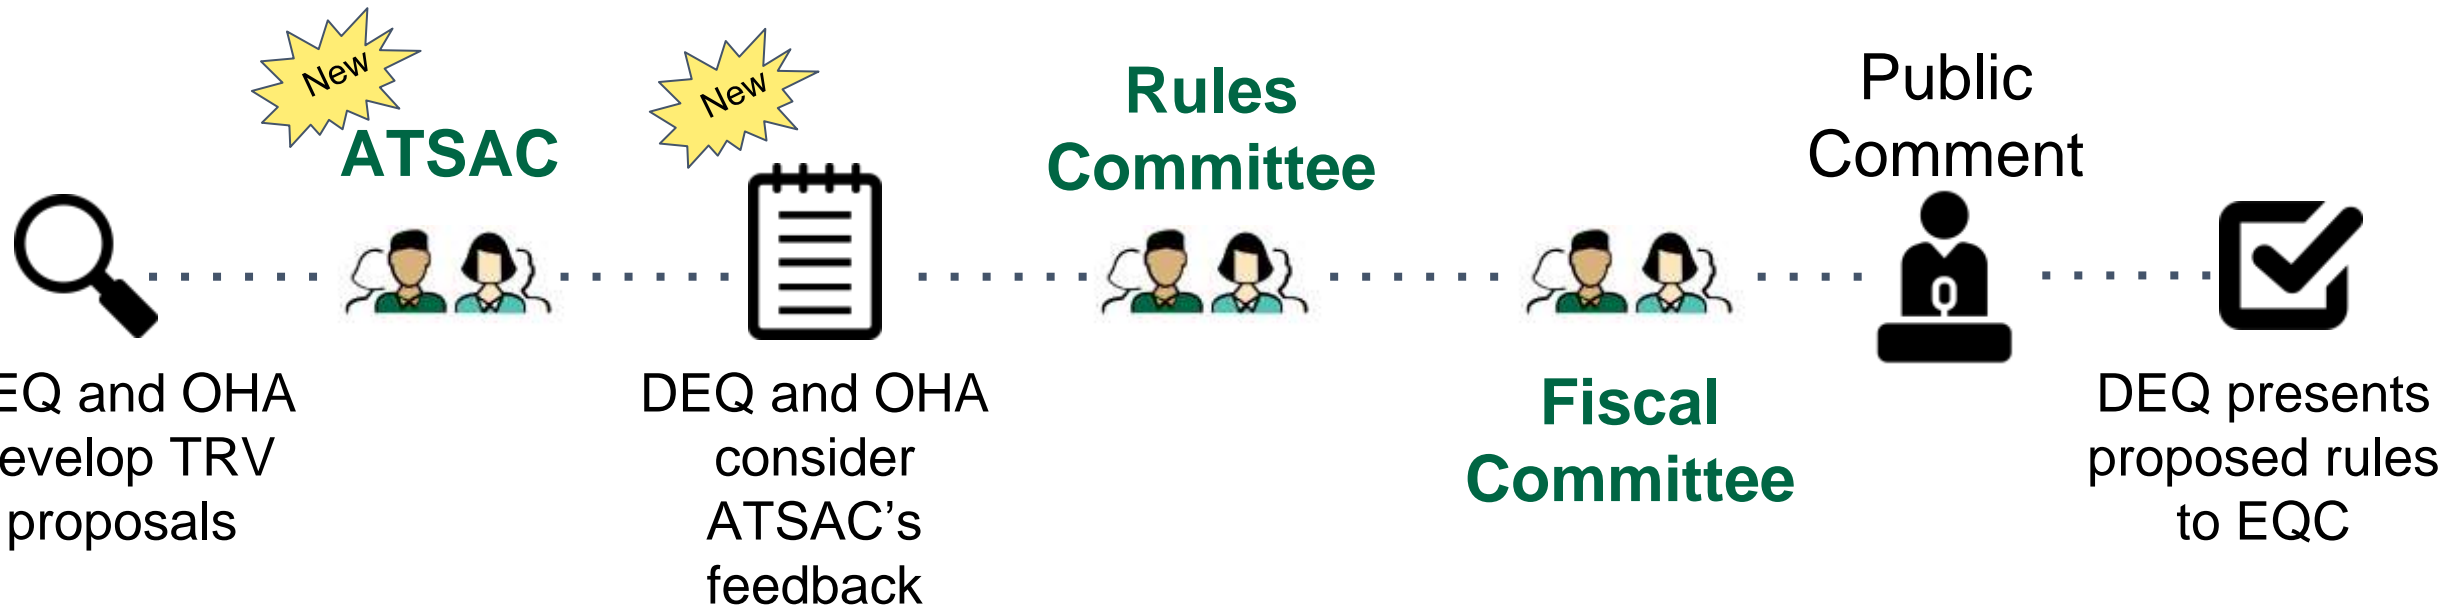 New
ATSAC
New
Rules
Committee
Public
Comment
EQ and OHA
evelop TRV
proposals
DEQ and OHA
consider
ATSAC’s
feedback
Fiscal
Committee
DEQ presents
proposed rules
to EQC